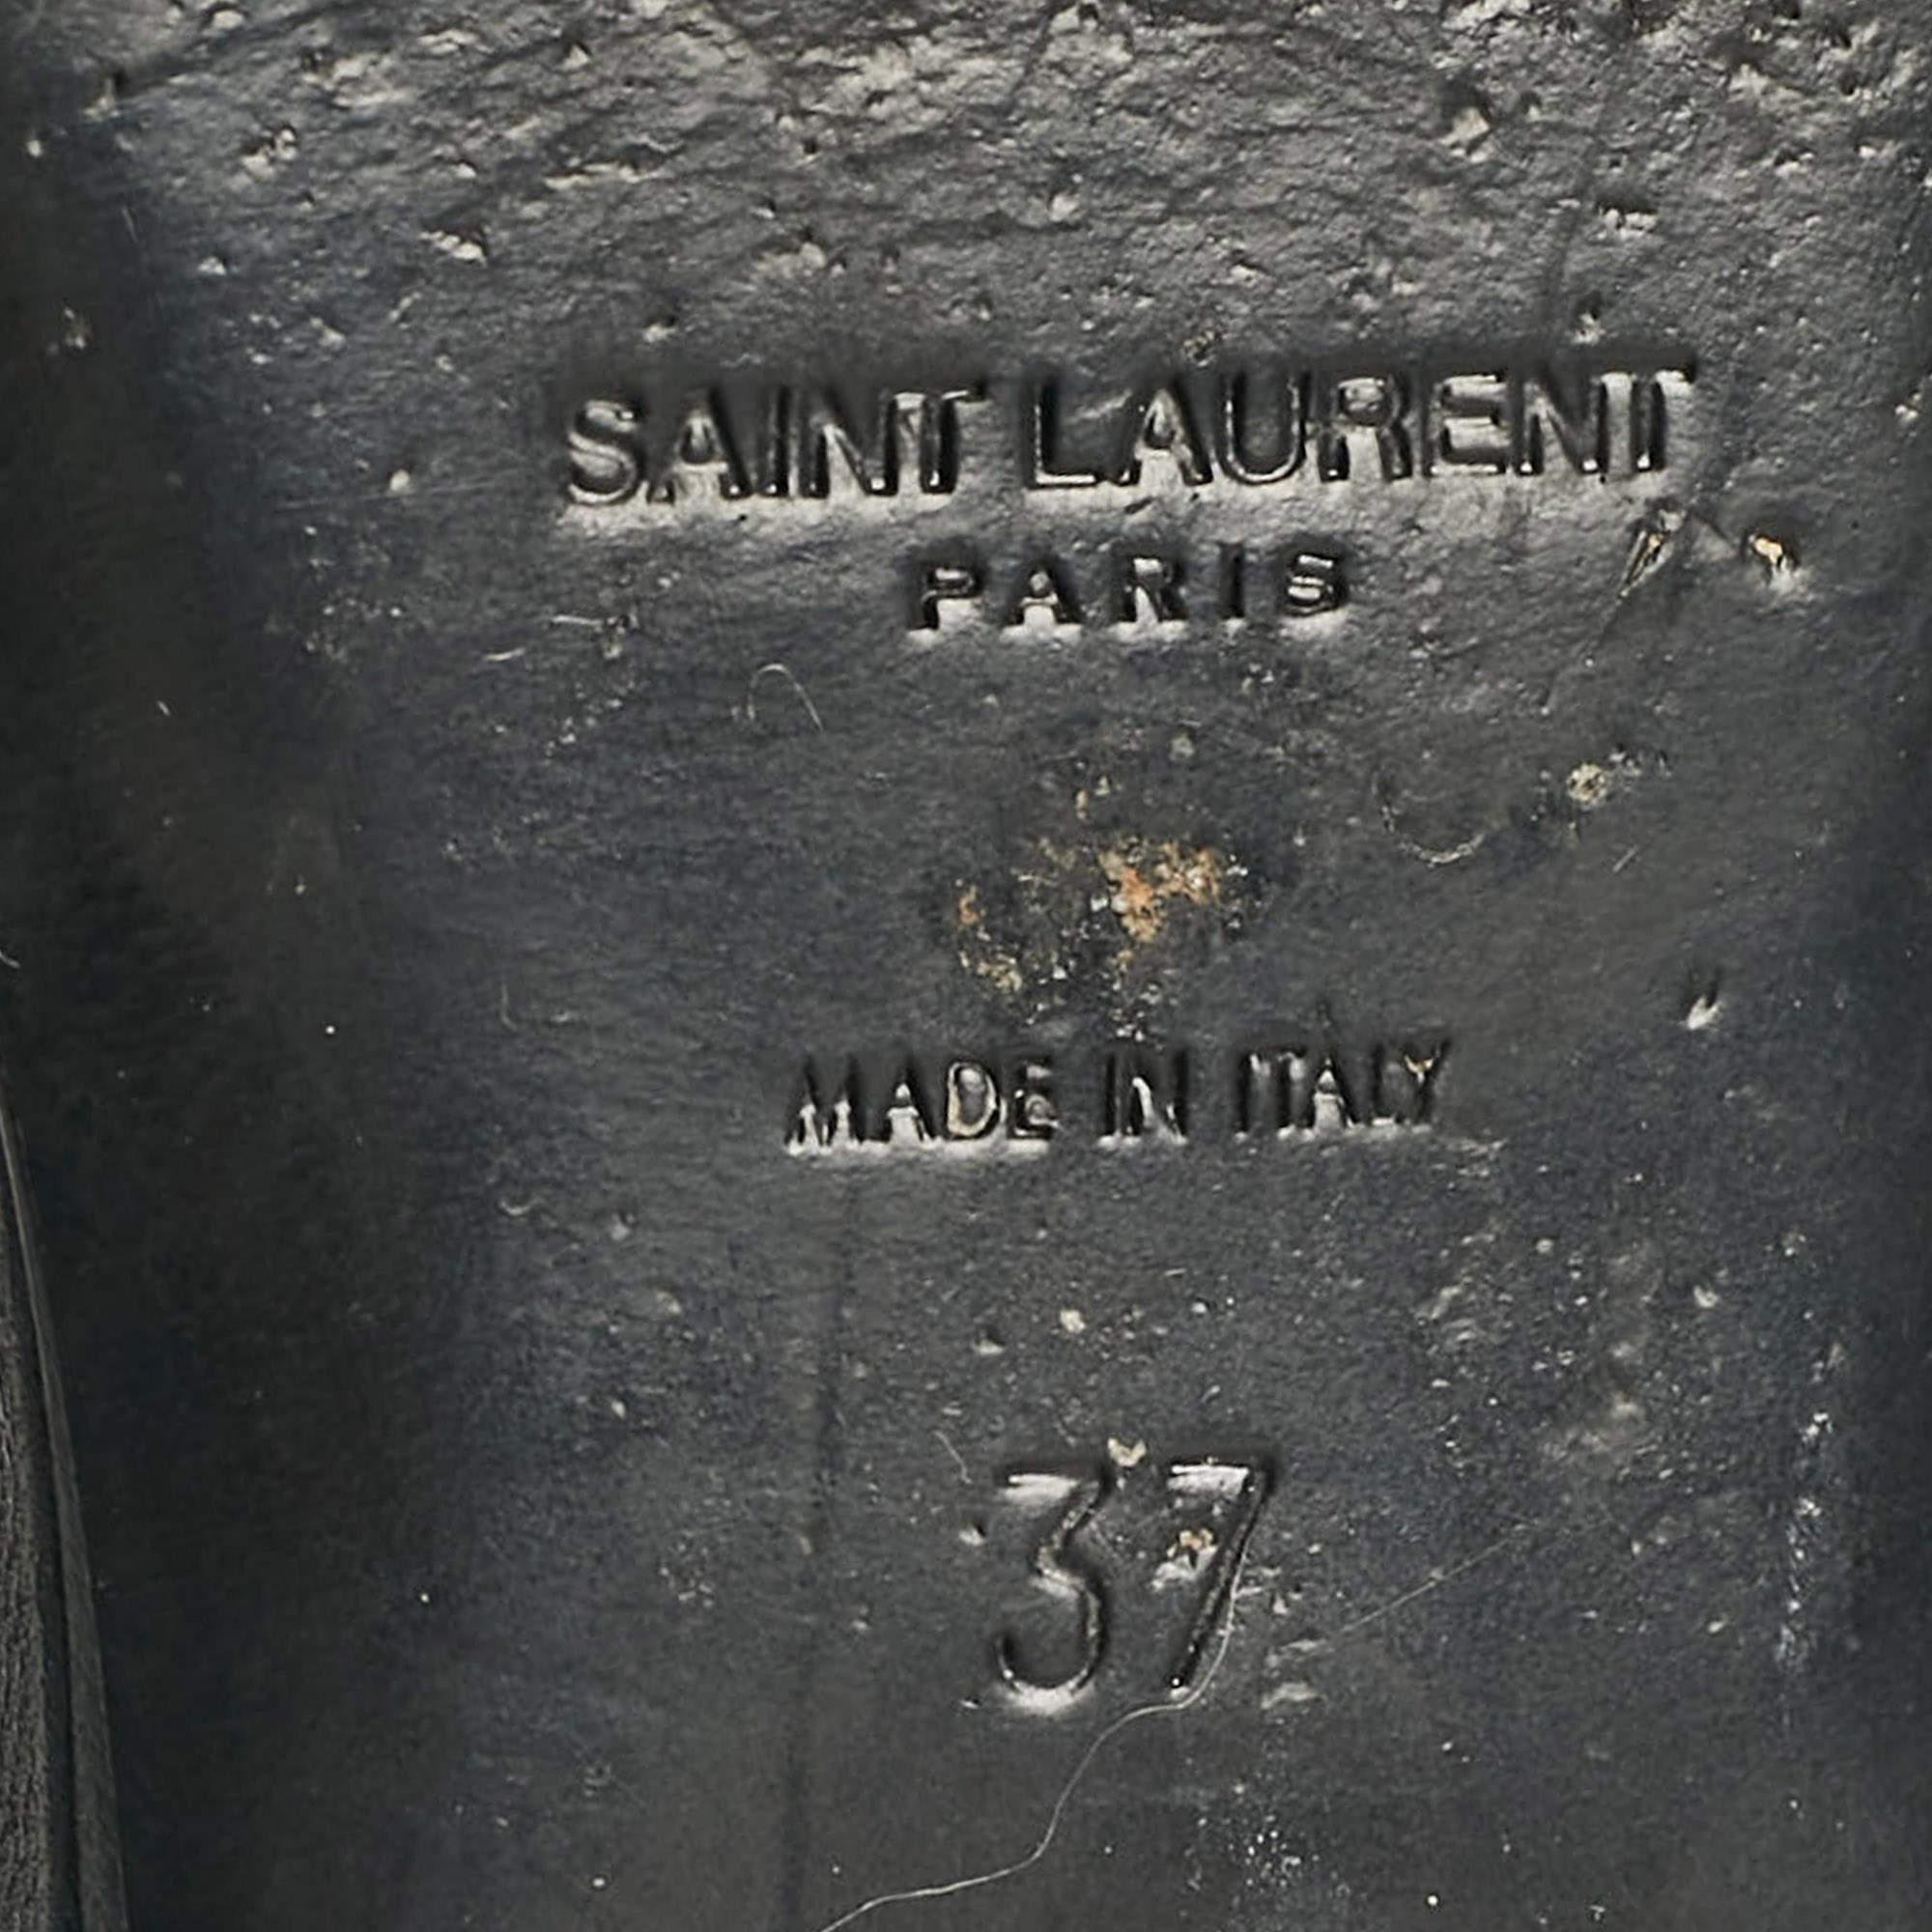 SAINT LAURENT
PARIS
MADE IN ITALY
37